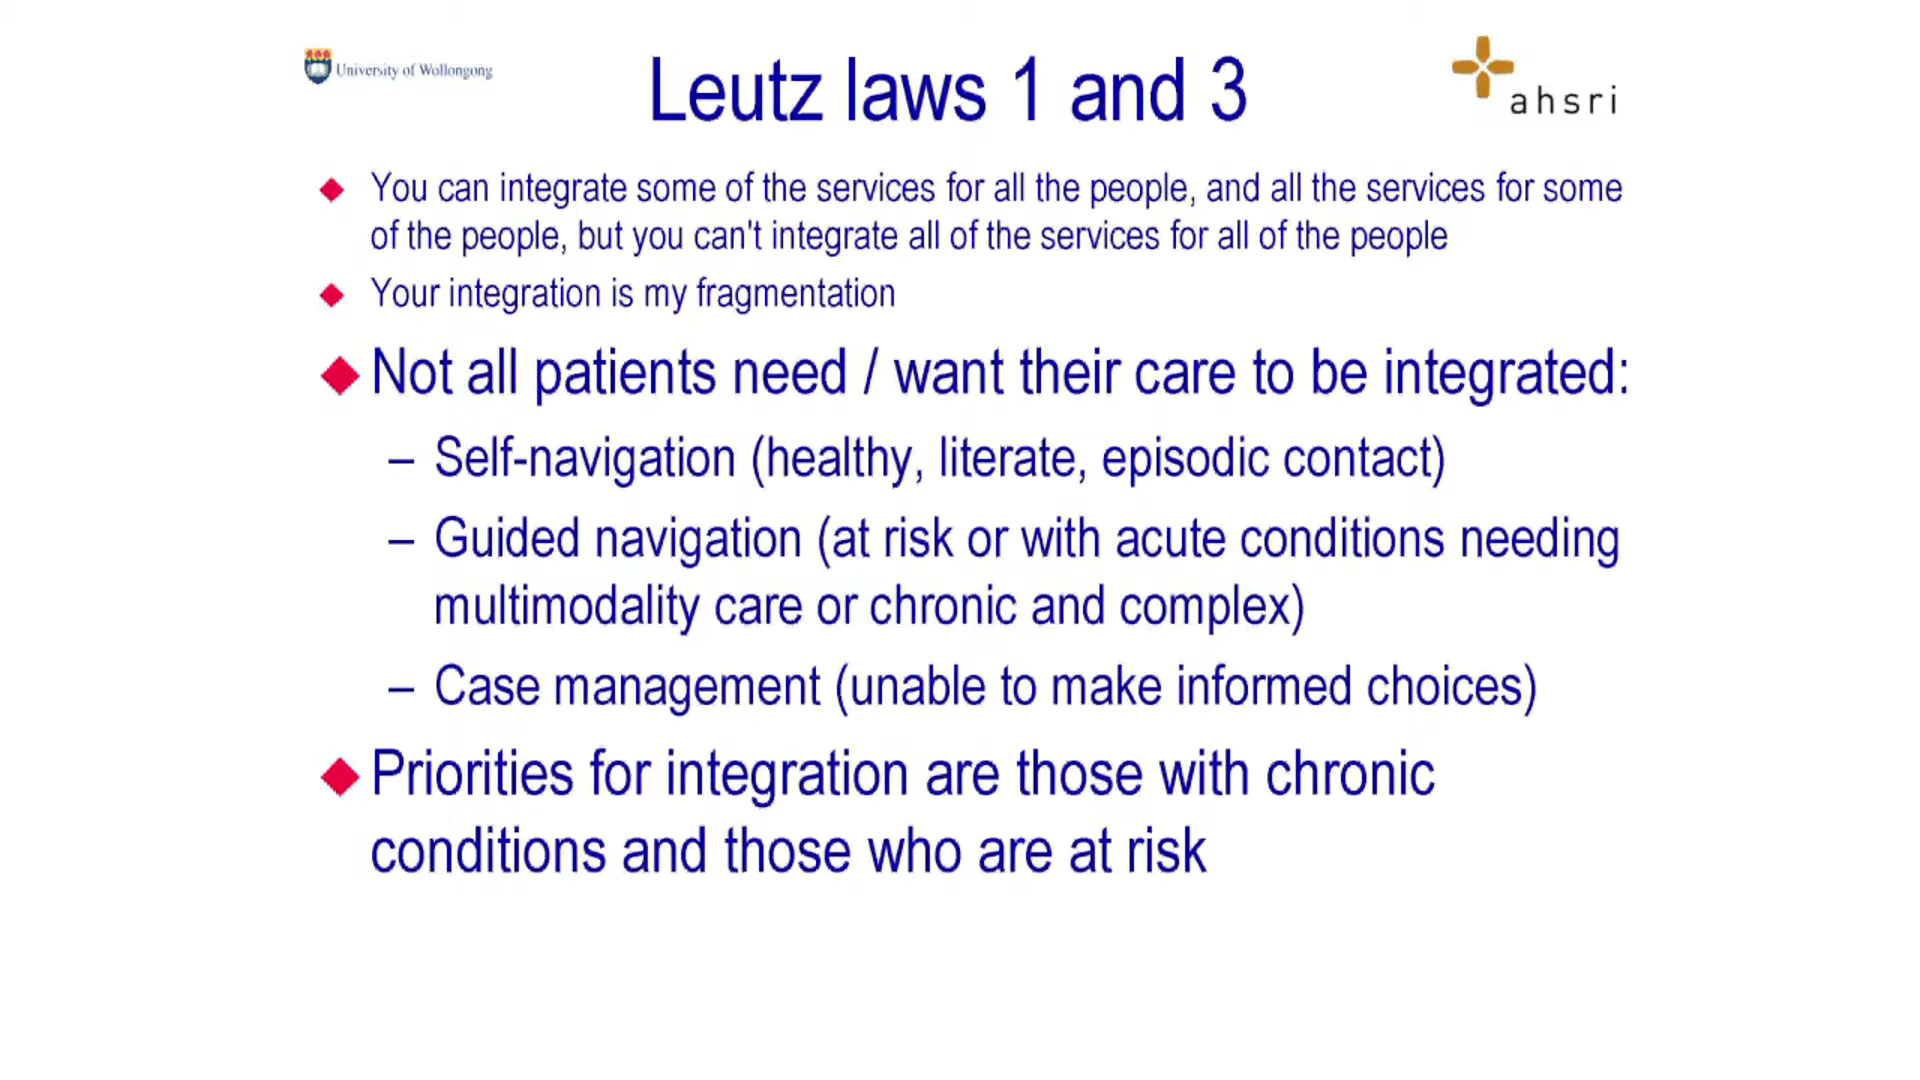 University of Wollongong
Leutz laws 1 and 3
ahsri
◆ You can integrate some of the services for all the people, and all the services for some
of the people, but you can't integrate all of the services for all of the people
◆ Your integration is my fragmentation
◆ Not all patients need / want their care to be integrated:
– Self-navigation (healthy, literate, episodic contact)
– Guided navigation (at risk or with acute conditions needing
multimodality care or chronic and complex)
– Case management (unable to make informed choices)
◆ Priorities for integration are those with chronic
conditions and those who are at risk